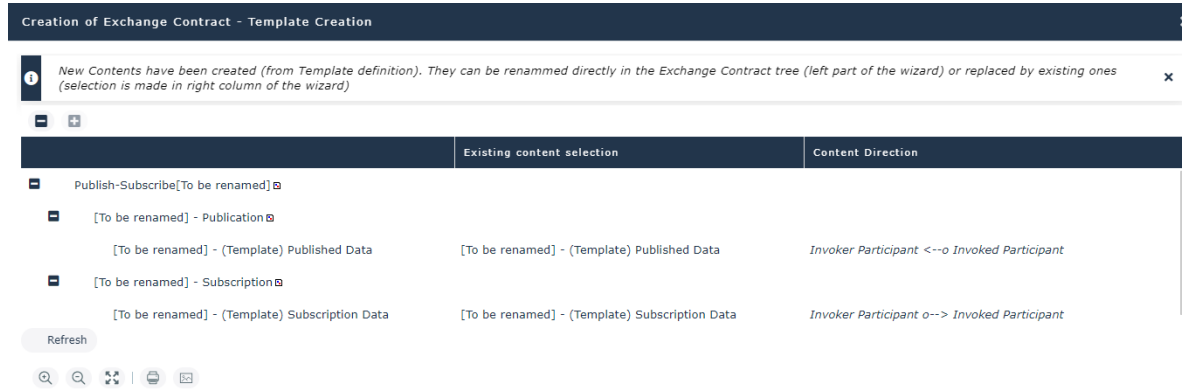 Creation of Exchange Contract - Template Creation
New Contents have been created (from Template definition). They can be renammed directly in the Exchange Contract tree (left part of the wizard) or replaced by existing ones
(selection is made in right column of the wizard)
Existing content selection Content Direction
Publish-Subscribe[To be renamed]
[To be renamed] - Publication
[To be renamed] - (Template) Published Data [To be renamed] - (Template) Published Data Invoker Participant <--o Invoked Participant
[To be renamed] - Subscription
[To be renamed] - (Template) Subscription Data [To be renamed] - (Template) Subscription Data Invoker Participant o--> Invoked Participant
Refresh